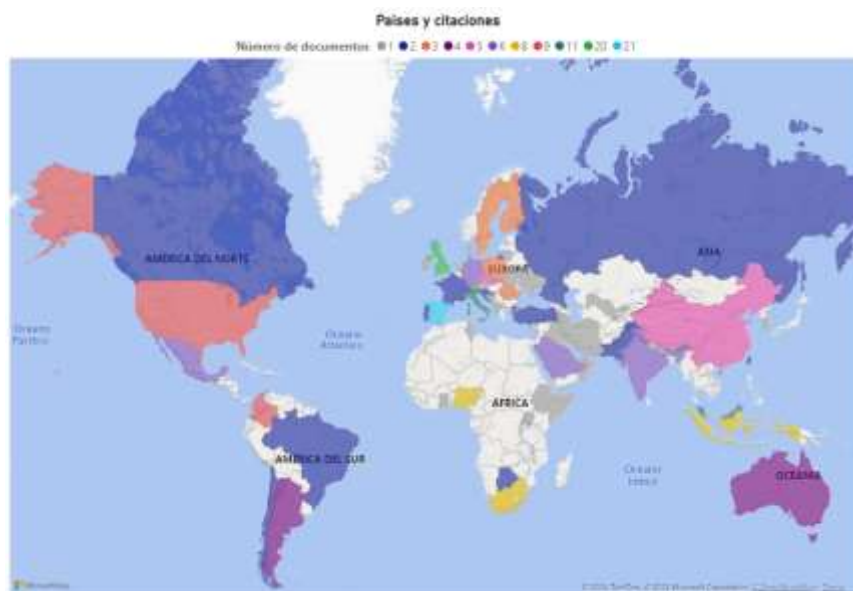 Países y citaciones
Número de documentos 1 2 3 4 5 6 8 9 11 20 21
AMÉRICA DEL NORTE
EUROPA
ASIA
Océano
Pacífico
Océano
Atlántico
ÁFRICA
AMÉRICA DEL SUR
Océano
Índico
OCEANÍA